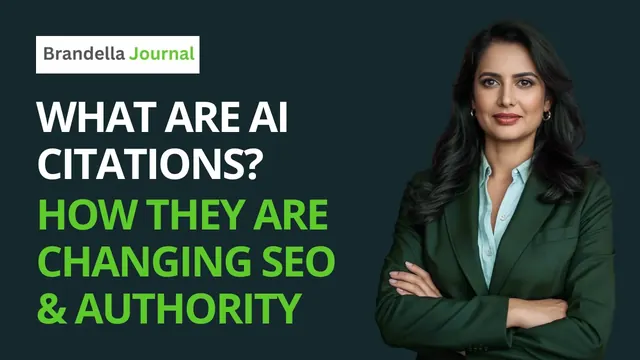 Brandella Journal
WHAT ARE AI
CITATIONS?
HOW THEY ARE
CHANGING SEO
& AUTHORITY